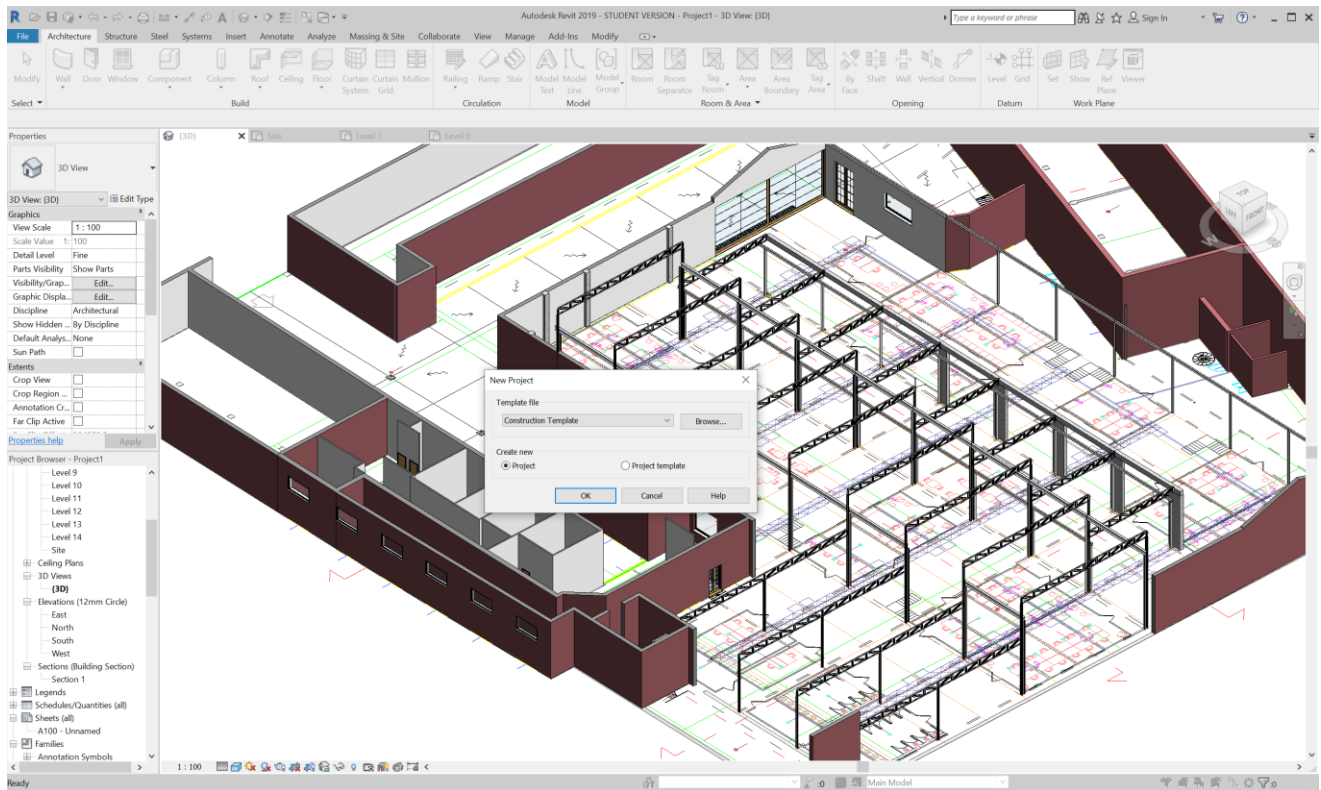 Autodesk Revit 2019 - STUDENT VERSION - Project1 - 3D View: {3D}
Type a keyword or phrase
Sign In
File Architecture Structure Steel Systems Insert Annotate Analyze Massing & Site Collaborate View Manage Add-Ins Modify
Modify Wall Door Window Component Column Roof Ceiling Floor Curtain System Curtain Grid Mullion Railing Ramp Stair Model Text Model Line Model Group Room Room Separator Tag Room Area Area Boundary Tag Area By Face Shaft Wall Vertical Dormer Level Grid Set Show Ref Plane Viewer
Select Build Circulation Model Room & Area Opening Datum Work Plane
Properties
{3D} Site Level 1 Level 0
3D View
3D View: {3D} Edit Type
Graphics
View Scale 1 : 100
Scale Value 1: 100
Detail Level Fine
Parts Visibility Show Parts
Visibility/Grap... Edit...
Graphic Displa... Edit...
Discipline Architectural
Show Hidden ... By Discipline
Default Analys... None
Sun Path
Extents
Crop View
Crop Region ...
Annotation Cr...
Far Clip Active
Properties help Apply
Project Browser - Project1
Level 9
Level 10
Level 11
Level 12
Level 13
Level 14
Site
Ceiling Plans
3D Views
{3D}
Elevations (12mm Circle)
East
North
South
West
Sections (Building Section)
Section 1
Legends
Schedules/Quantities (all)
Sheets (all)
A100 - Unnamed
Families
Annotation Symbols
TOP
LEFT FRONT
W
New Project
Template file
Construction Template Browse...
Create new
Project Project template
OK Cancel Help
1 : 100
Ready
:0 Main Model :0